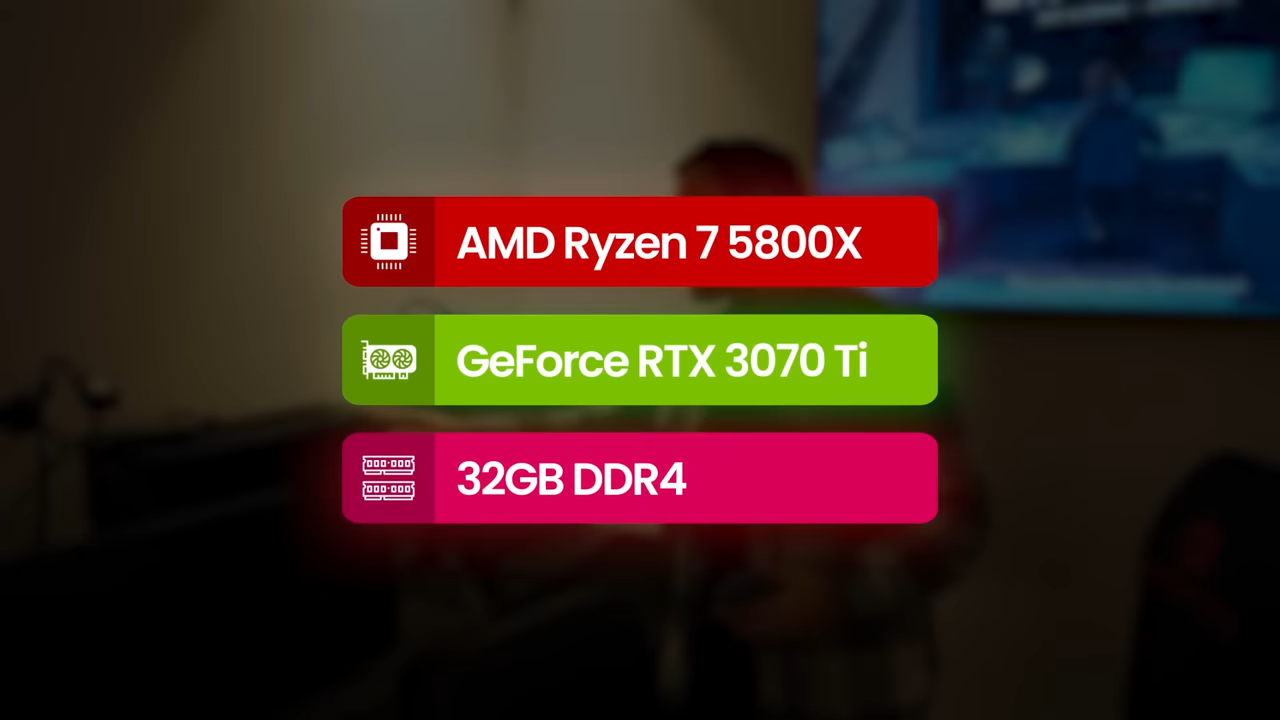 AMD Ryzen 7 5800X
GeForce RTX 3070 Ti
32GB DDR4